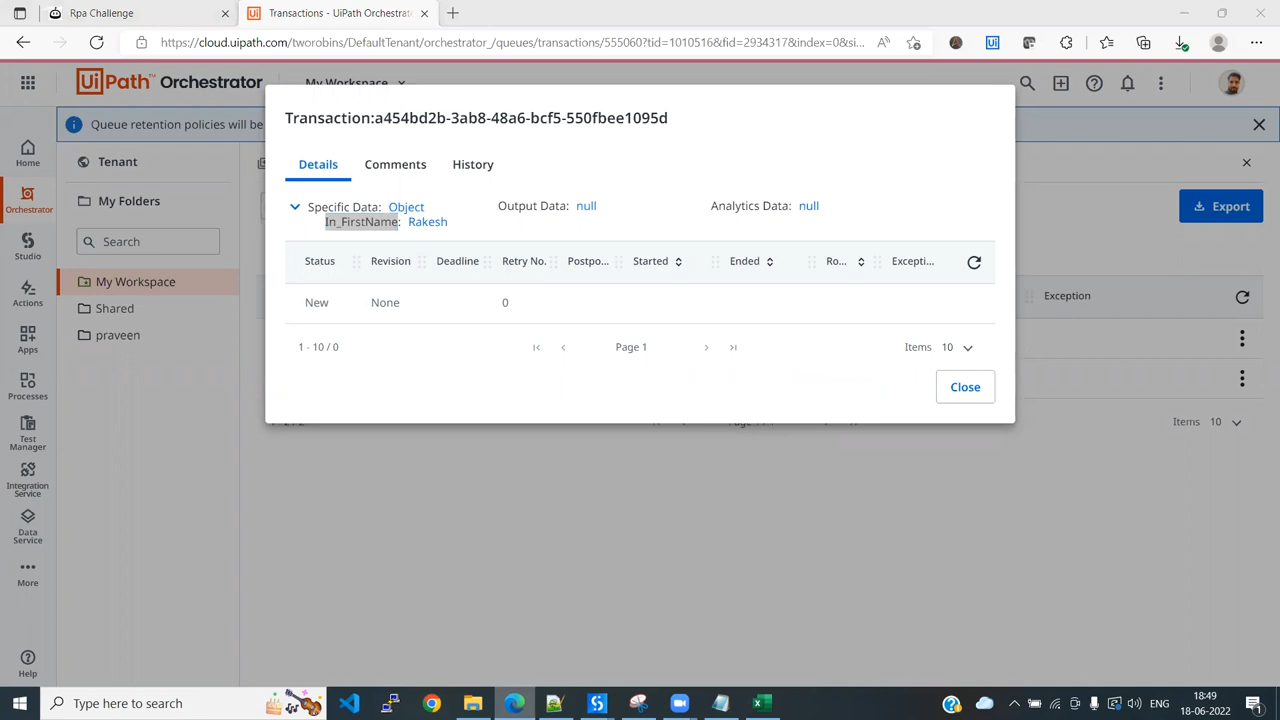 Rpa Challenge
Transactions - UiPath Orchestrator
https://cloud.uipath.com/tworobins/DefaultTenant/orchestrator_/queues/transactions/555060?tid=1010516&fid=2934317&index=0&si...
UiPath Orchestrator
My Workspace
Queue retention policies will be
Home
Orchestrator
Studio
Actions
Apps
Processes
Test Manager
Integration Service
Data Service
More
Help
Tenant
My Folders
Search
My Workspace
Shared
praveen
Transaction:a454bd2b-3ab8-48a6-bcf5-550fbee1095d
Details Comments History
Specific Data: Object Output Data: null Analytics Data: null
In_FirstName: Rakesh
Status Revision Deadline Retry No. Postpo... Started Ended Ro... Excepti...
New None 0
1 - 10 / 0 Page 1 Items 10
Close
Export
Exception
Items 10
Type here to search
ENG
18:49
18-06-2022